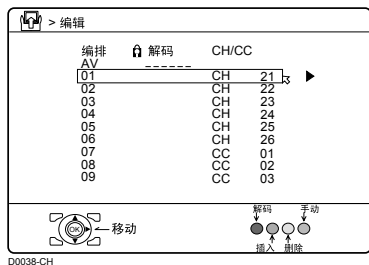 > 编辑
编排 解码 CH/CC
AV ------
01 CH 21
02 CH 22
03 CH 23
04 CH 24
05 CH 25
06 CH 26
07 CC 01
08 CC 02
09 CC 03
解码 手动
OK 移动
插入 删除
D0038-CH